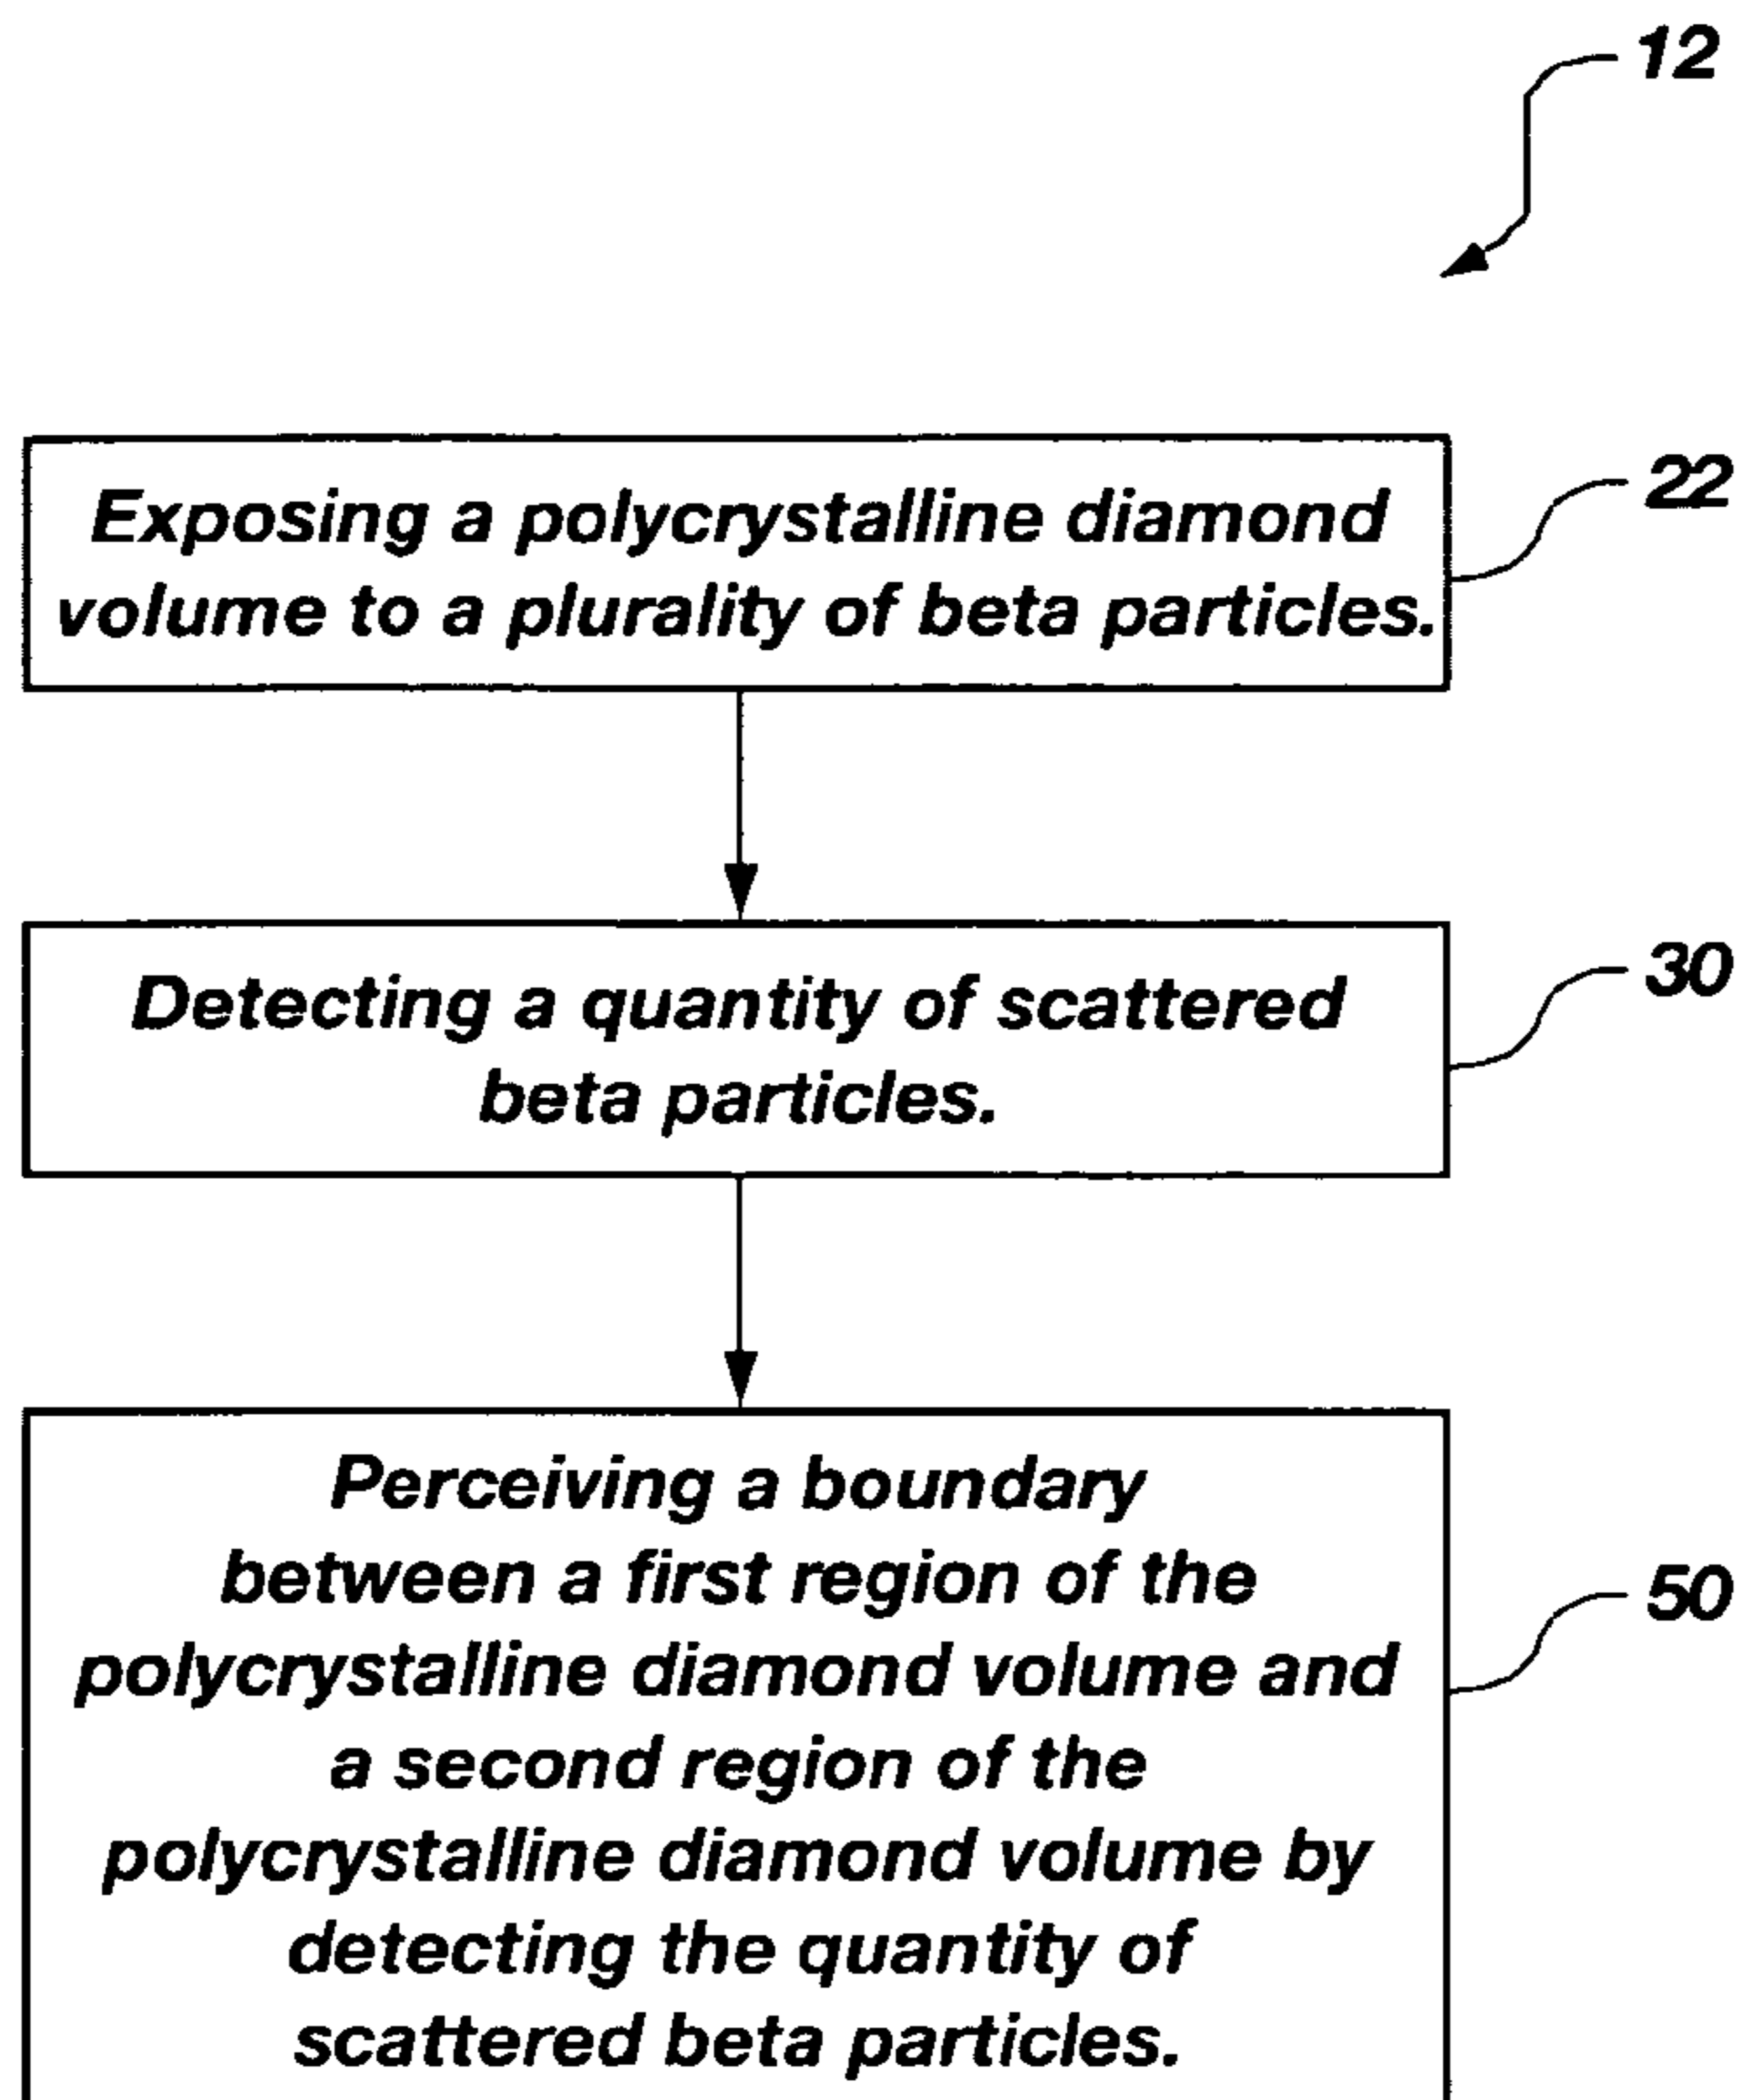 12
Exposing a polycrystalline diamond
volume to a plurality of beta particles.
22
Detecting a quantity of scattered
beta particles.
30
Perceiving a boundary
between a first region of the
polycrystalline diamond volume and
a second region of the
polycrystalline diamond volume by
detecting the quantity of
scattered beta particles.
50